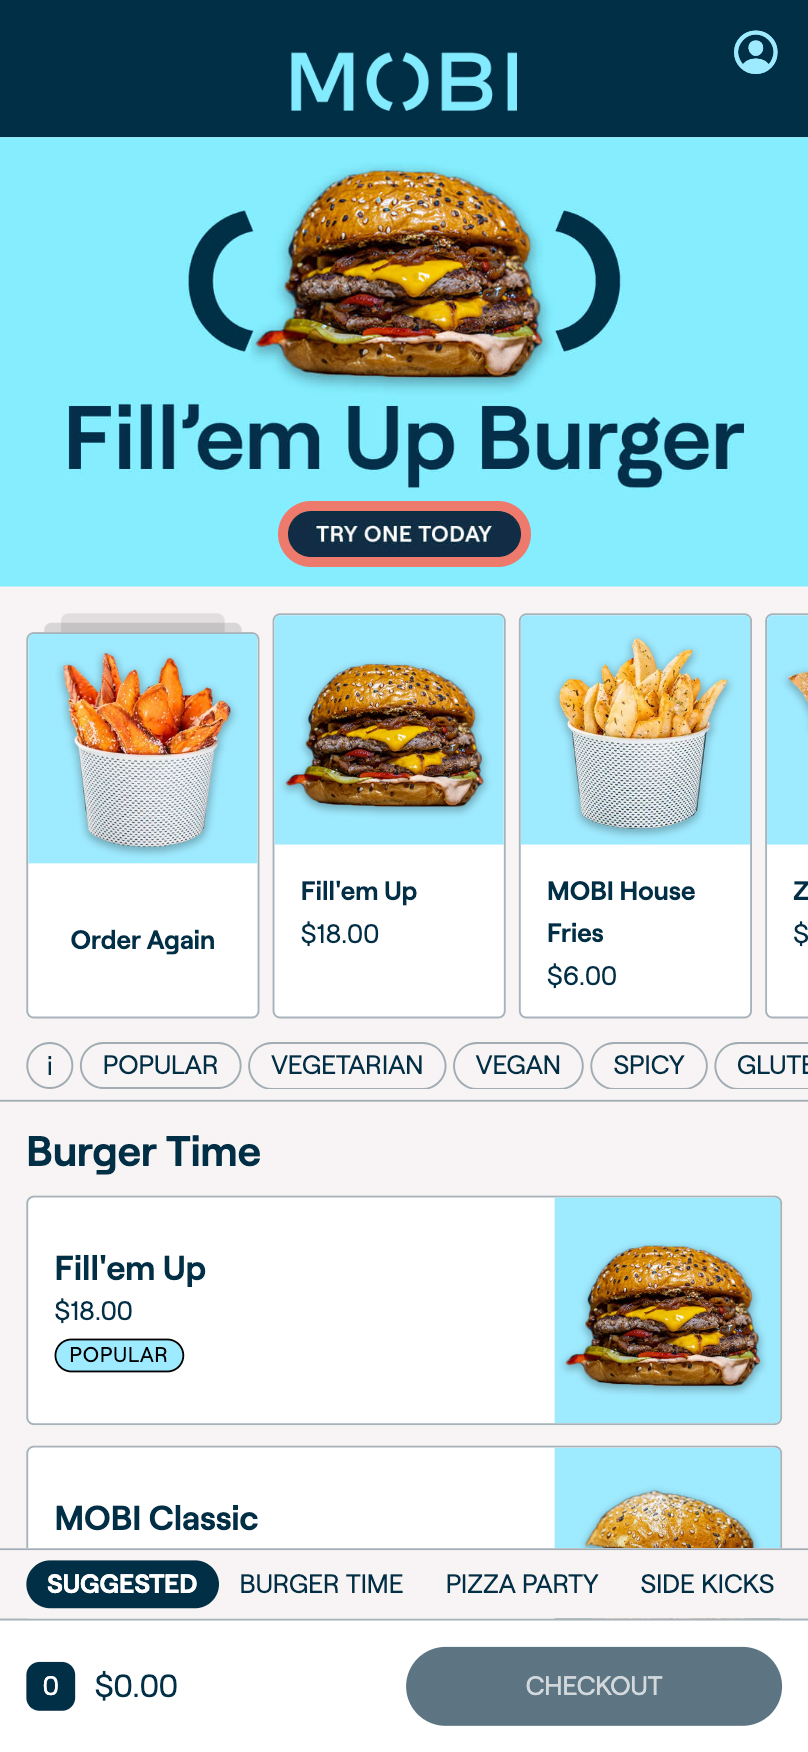 MOBI
Fill’em Up Burger
TRY ONE TODAY
Order Again
Fill'em Up
$18.00
MOBI House
Fries
$6.00
Z
$
i
POPULAR
VEGETARIAN
VEGAN
SPICY
GLUTE
Burger Time
Fill'em Up
$18.00
POPULAR
MOBI Classic
SUGGESTED
BURGER TIME
PIZZA PARTY
SIDE KICKS
0
$0.00
CHECKOUT